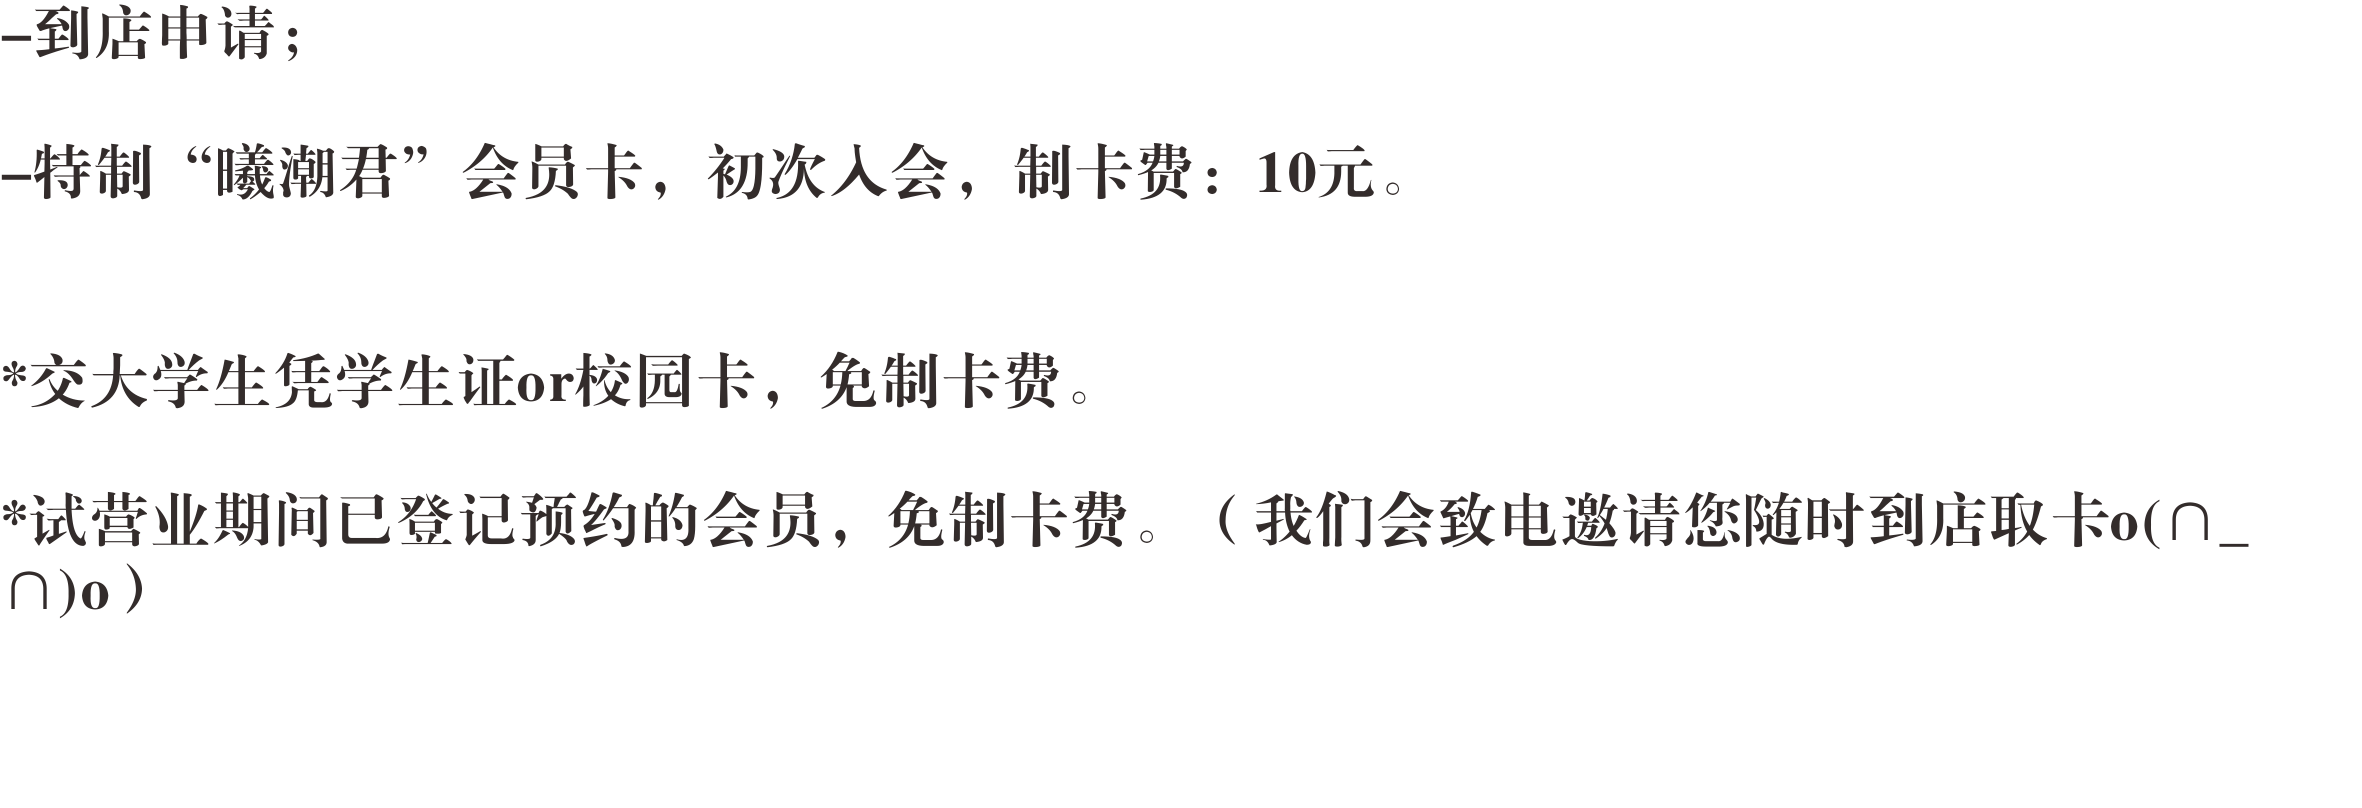 –到店申请；
–特制“曦潮君”会员卡，初次入会，制卡费：10元。
*交大学生凭学生证or校园卡，免制卡费。
*试营业期间已登记预约的会员，免制卡费。（我们会致电邀请您随时到店取卡o(∩_
∩)o）